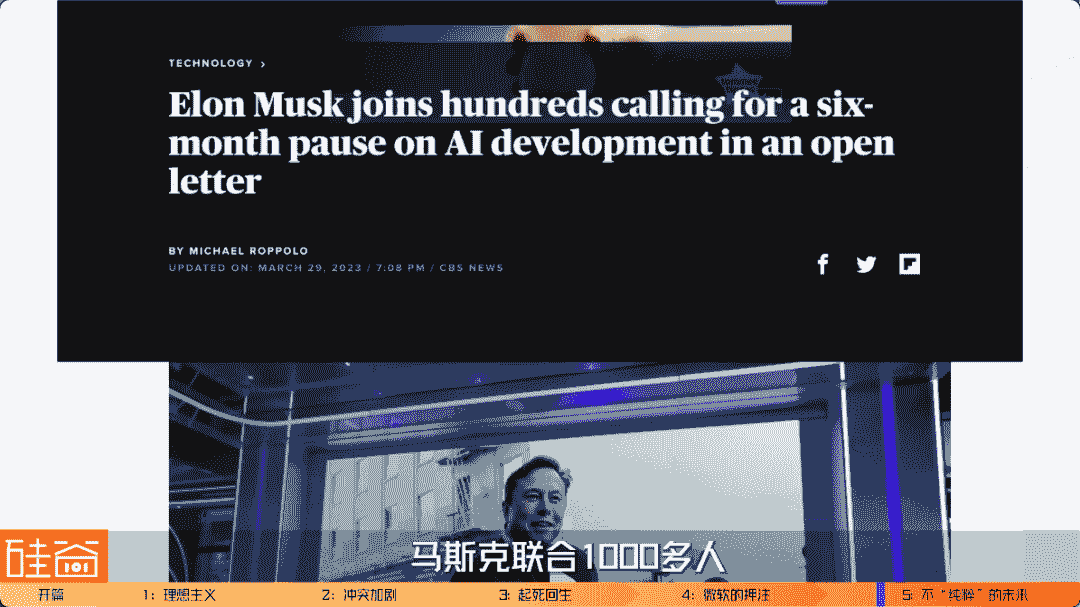 TECHNOLOGY >
Elon Musk joins hundreds calling for a six-
month pause on AI development in an open
letter
BY MICHAEL ROPPOLO
UPDATED ON: MARCH 29, 2023 / 7:08 PM / CBS NEWS
马斯克联合1000多人
硅谷
101
开篇 1: 理想主义 2: 冲突加剧 3: 起死回生 4: 微软的押注 5: 不“纯粹”的未来